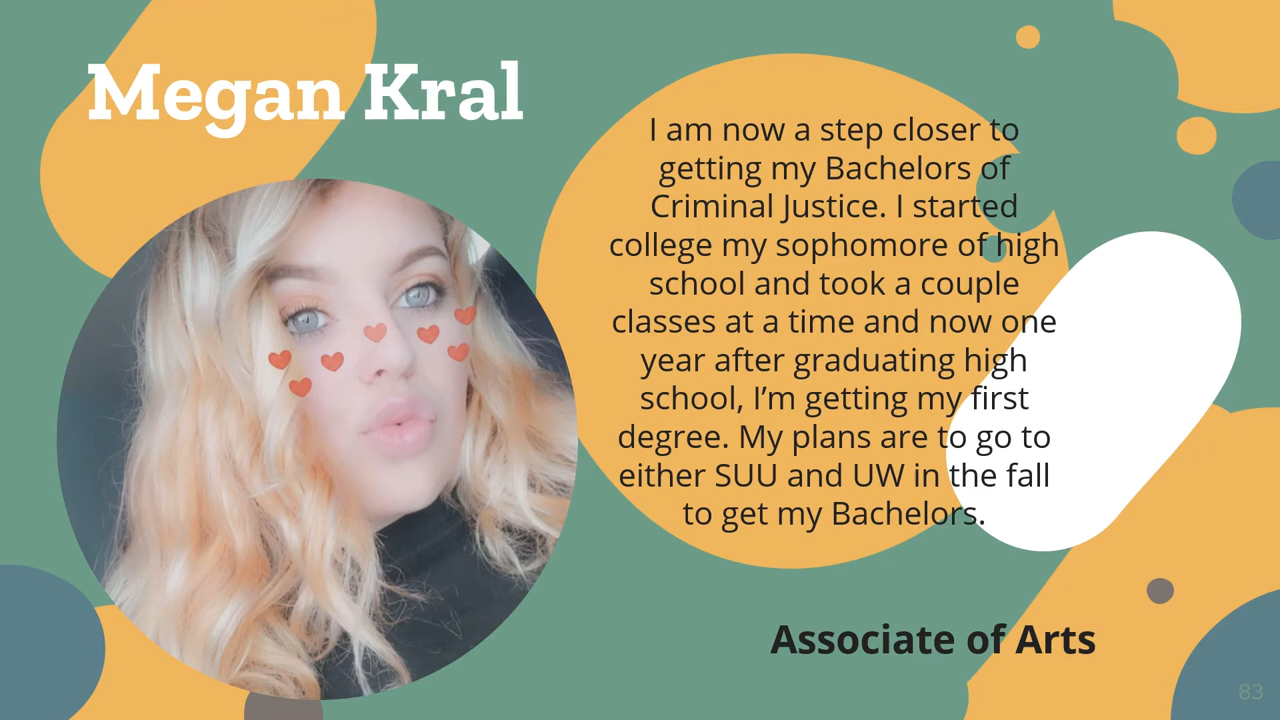 Megan Kral
I am now a step closer to
getting my Bachelors of
Criminal Justice. I started
college my sophomore of high
school and took a couple
classes at a time and now one
year after graduating high
school, I’m getting my first
degree. My plans are to go to
either SUU and UW in the fall
to get my Bachelors.
Associate of Arts
83